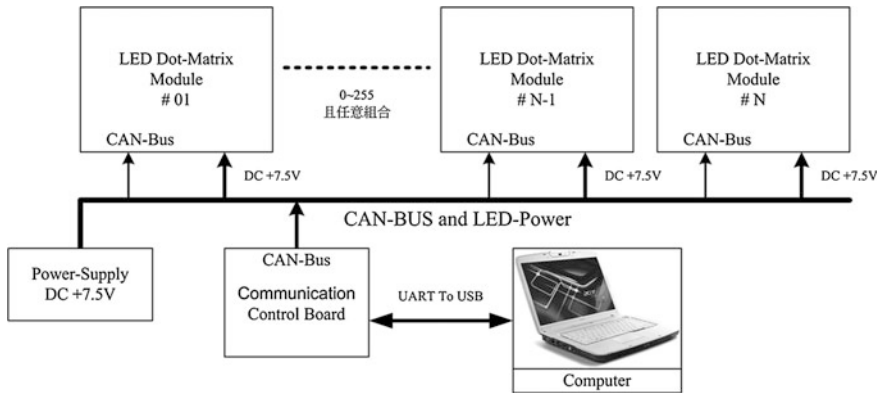 LED Dot-Matrix
Module
# 01
CAN-Bus
0~255
且任意組合
LED Dot-Matrix
Module
# N-1
CAN-Bus
LED Dot-Matrix
Module
# N
CAN-Bus
DC +7.5V
DC +7.5V
DC +7.5V
CAN-BUS and LED-Power
Power-Supply
DC +7.5V
CAN-Bus
Communication
Control Board
UART To USB
Computer